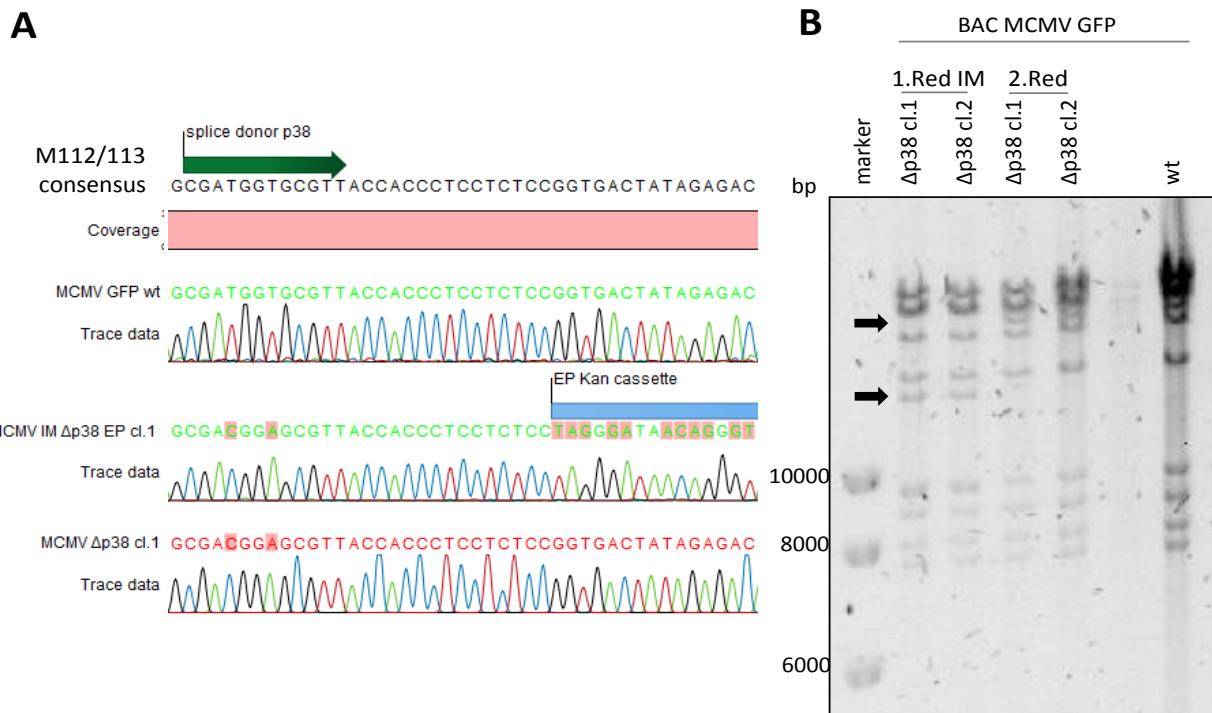 A
splice donor p38
M112/113
consensus
GCGATGGTGCGTTACCACCCTCCTCTCCGGTGACTATAGAGAC
Coverage
MCMV GFP wt
GCGATGGTGCGTTACCACCCTCCTCTCCGGTGACTATAGAGAC
Trace data
EP Kan cassette
MCMV IM Δp38 EP cl.1
GCGACGGAGCGTTACCACCCTCCTCTCCTAGGGATAACAGGGT
Trace data
MCMV Δp38 cl.1
GCGACGGAGCGTTACCACCCTCCTCTCCGGTGACTATAGAGAC
Trace data
B
BAC MCMV GFP
1.Red IM
2.Red
bp
marker
Δp38 cl.1
Δp38 cl.2
Δp38 cl.1
Δp38 cl.2
wt
10000
8000
6000